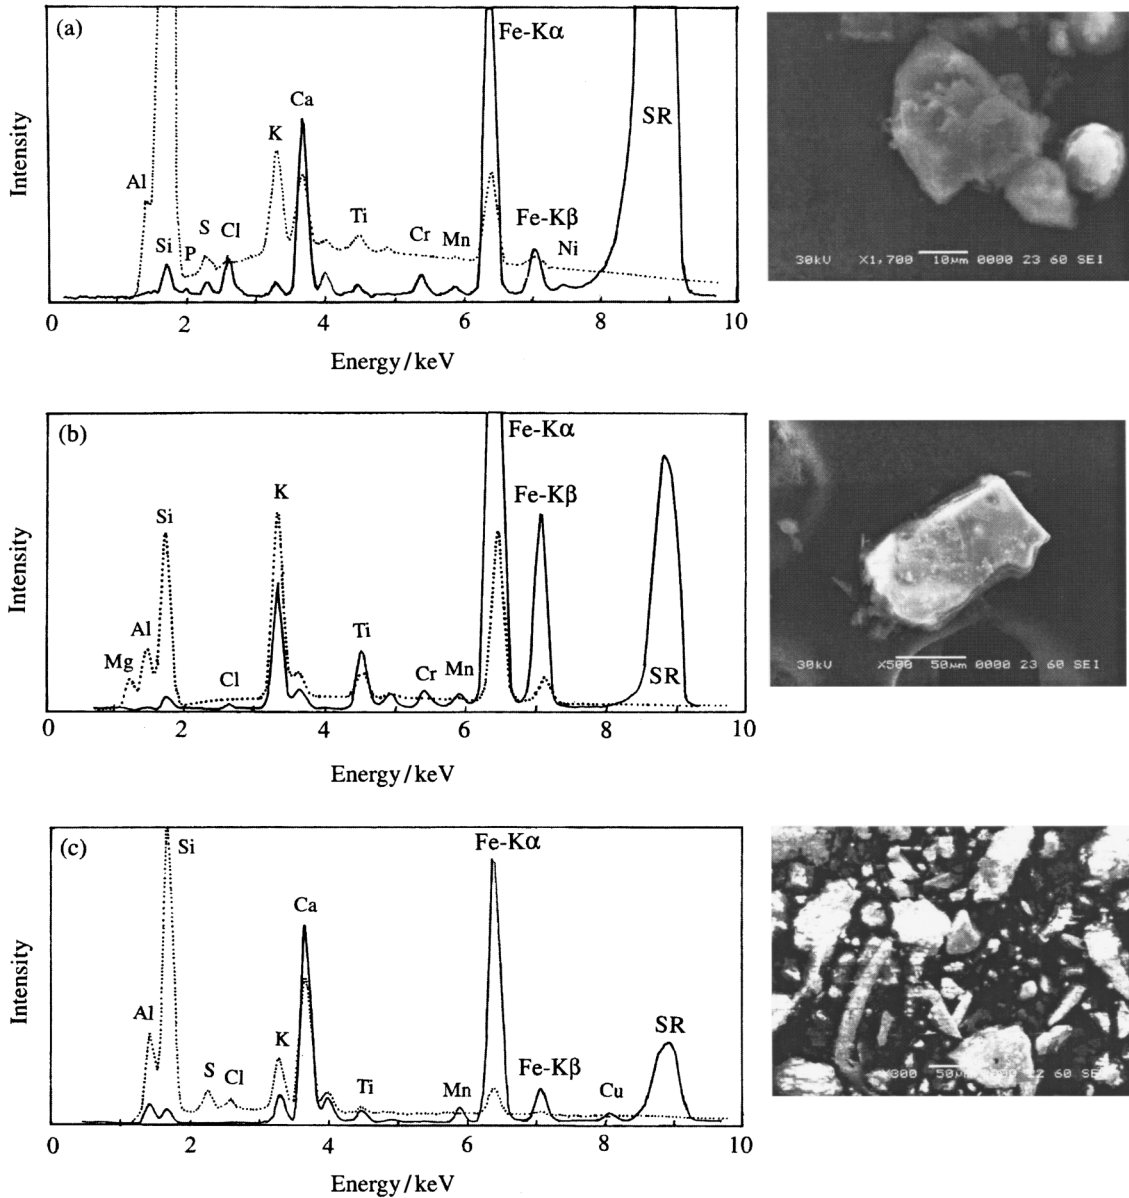 (a)
Fe-Kα
SR
Ca
K
Al
S
Cl
Si
P
Ti
Cr
Mn
Fe-Kβ
Ni
Intensity
0 2 4 6 8 10
Energy/keV
30kV X1,700 10μm 0000 23 60 SEI
(b)
Fe-Kα
K
Fe-Kβ
Si
Al
Mg
Cl
Ti
Cr
Mn
SR
Intensity
0 2 4 6 8 10
Energy/keV
30kV X500 50μm 0000 23 60 SEI
(c)
Si
Fe-Kα
Ca
Al
S
Cl
K
Ti
Mn
Fe-Kβ
Cu
SR
Intensity
0 2 4 6 8 10
Energy/keV
50μm 22 60